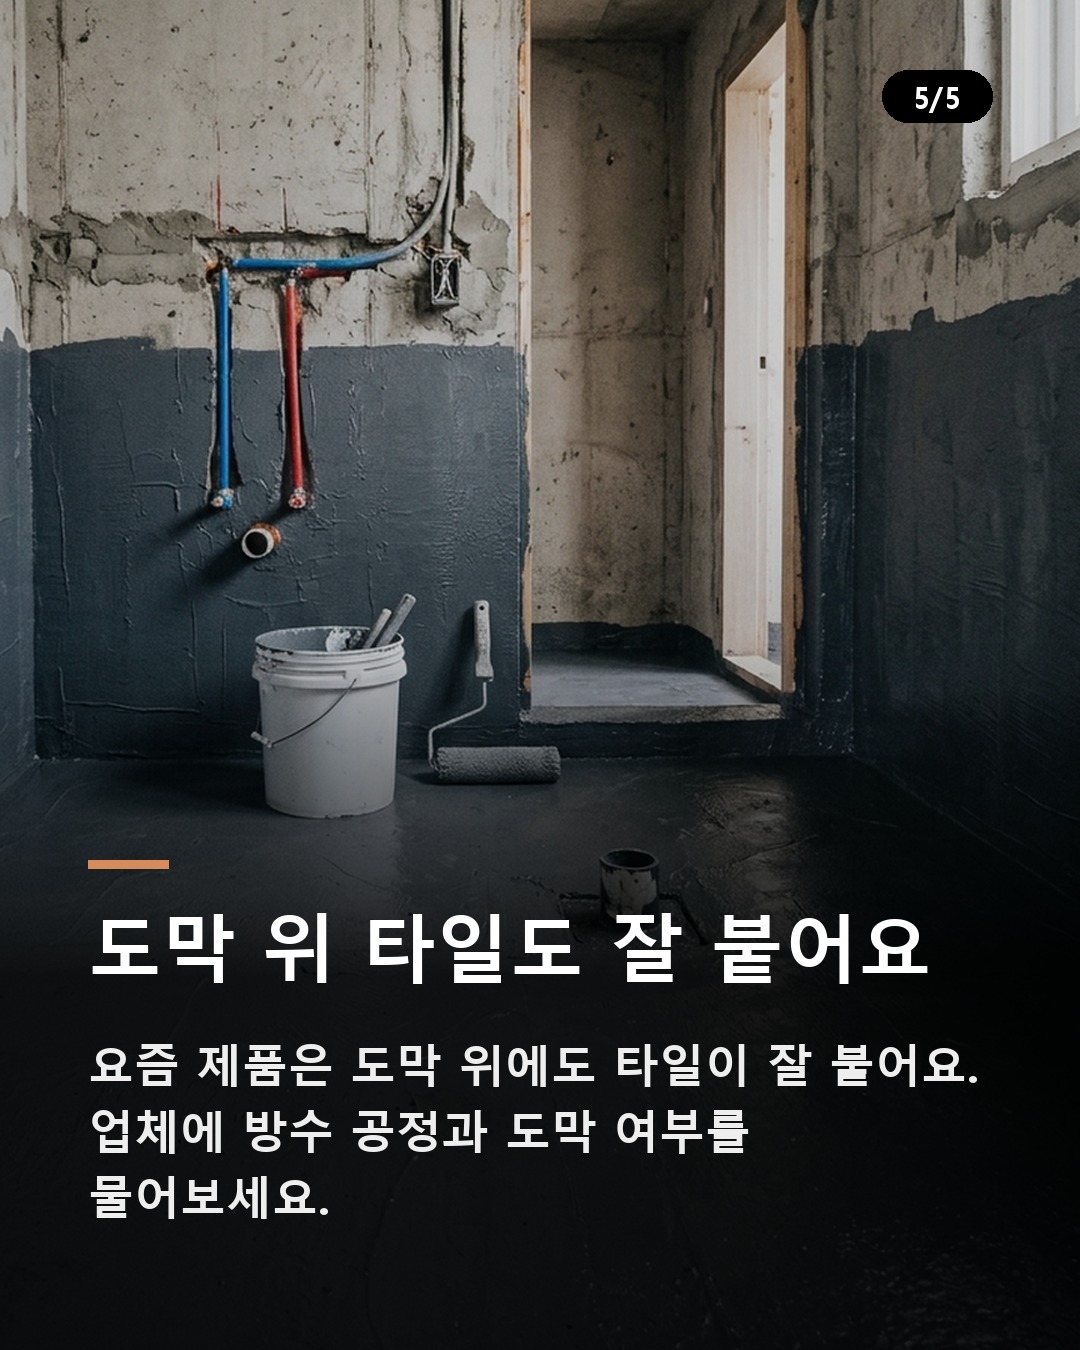 5/5
도막 위 타일도 잘 붙어요
요즘 제품은 도막 위에도 타일이 잘 붙어요.
업체에 방수 공정과 도막 여부를
물어보세요.